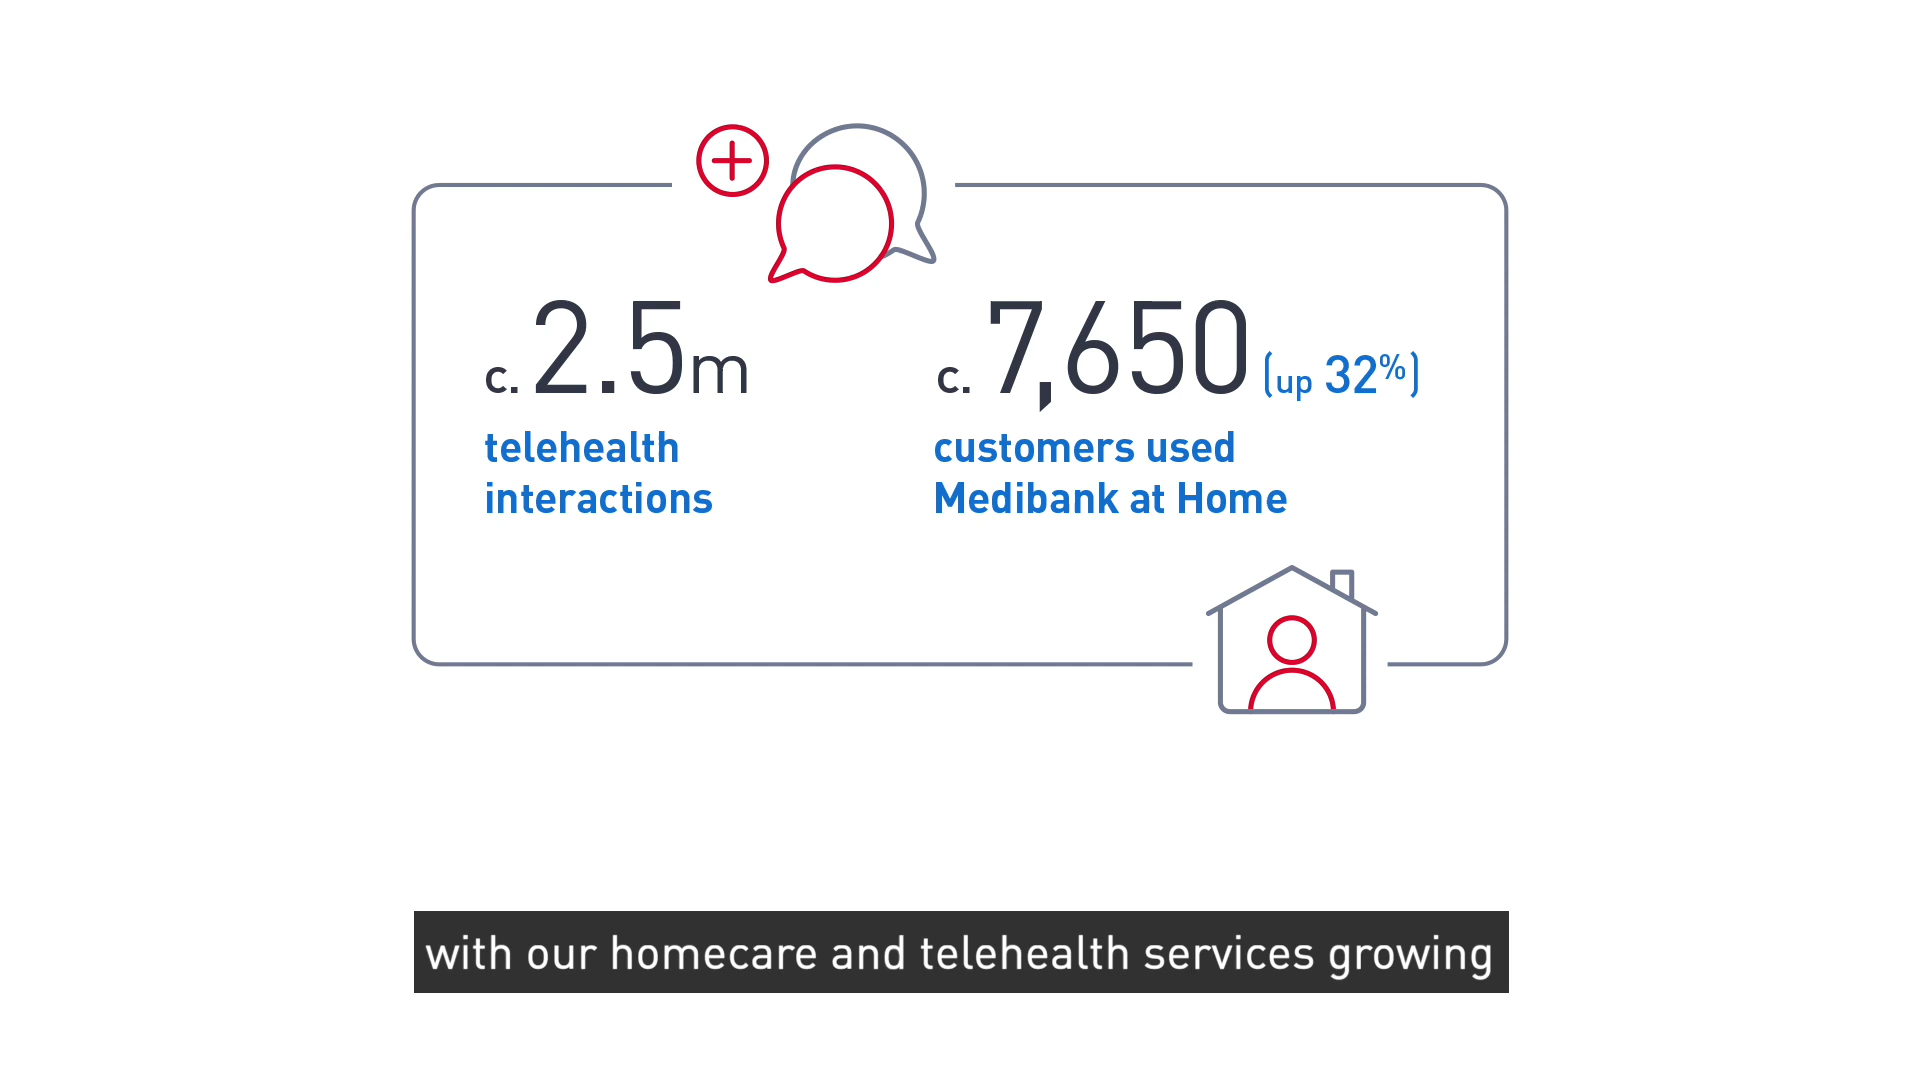 c. 2.5m
telehealth
interactions
c. 7,650 (up 32%)
customers used
Medibank at Home
with our homecare and telehealth services growing